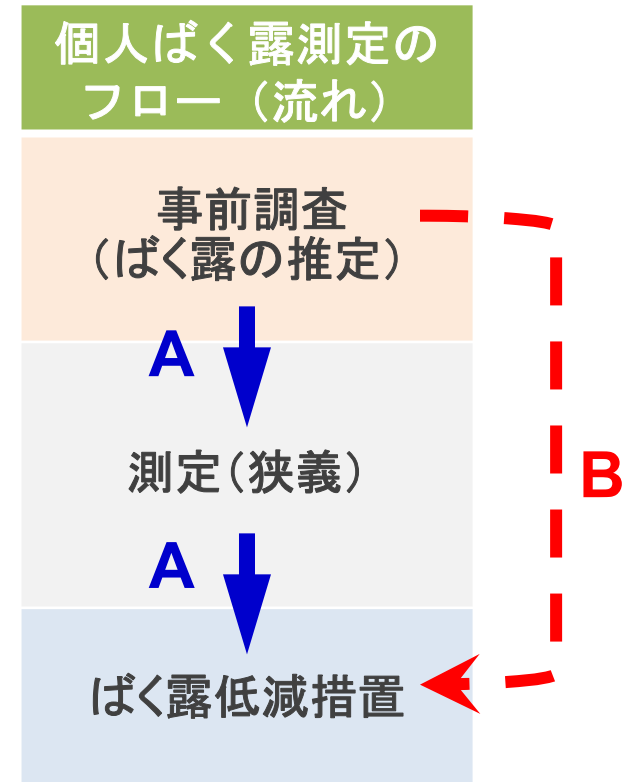 個人ばく露測定の
フロー（流れ）
事前調査
（ばく露の推定）
A
測定（狭義）
B
A
ばく露低減措置